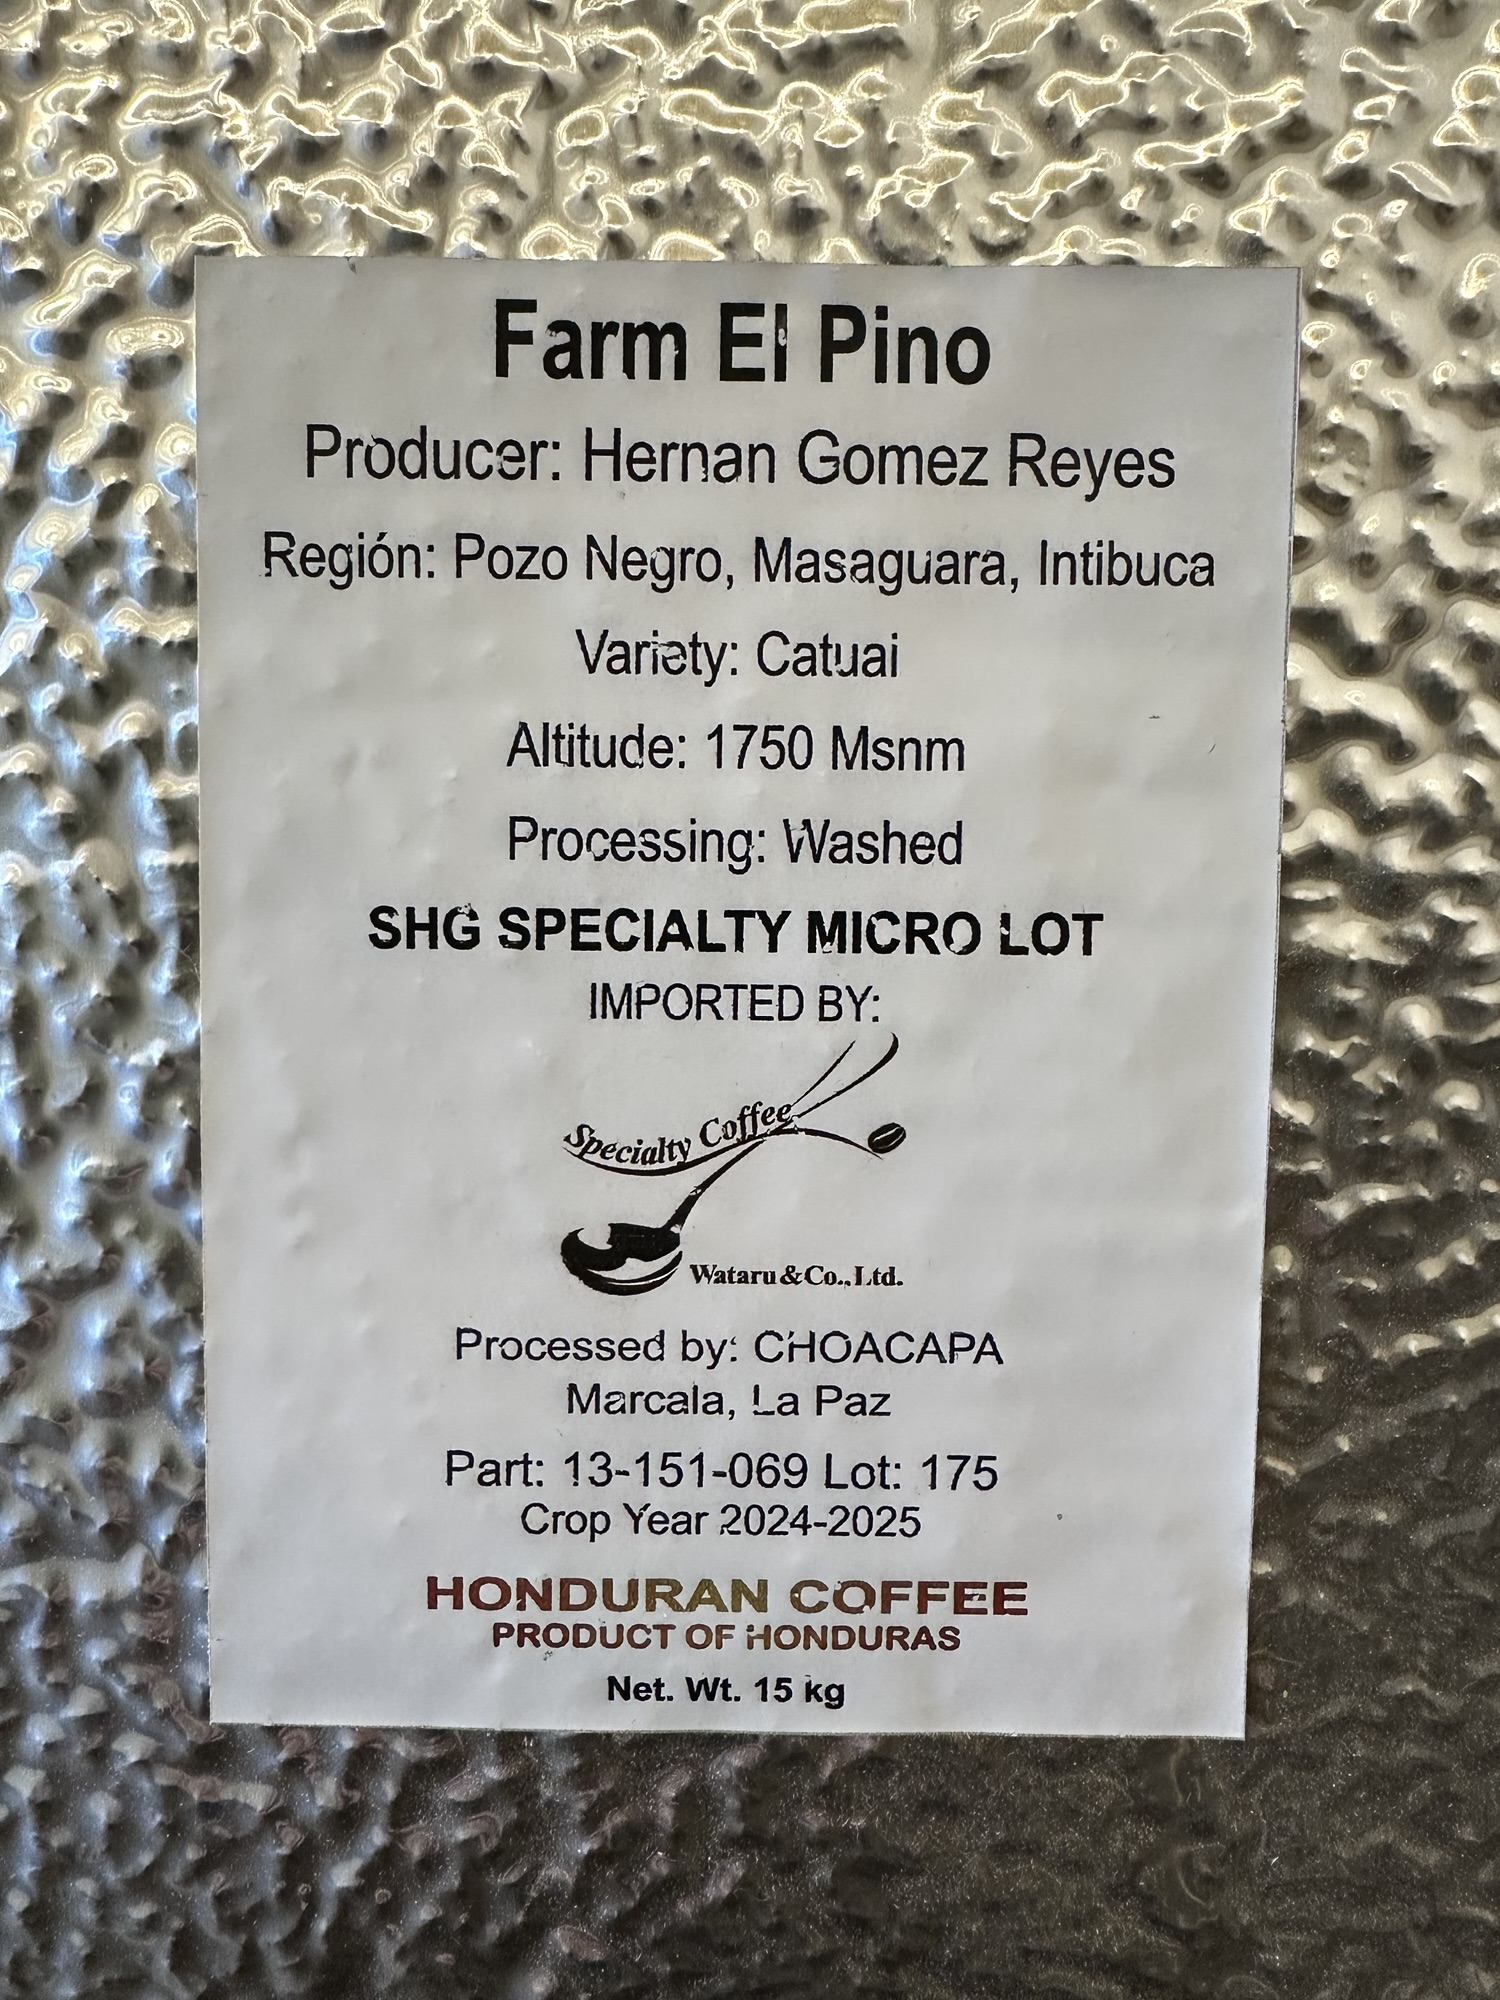 Farm El Pino
Producer: Hernan Gomez Reyes
Región: Pozo Negro, Masaguara, Intibuca
Variety: Catuai
Altitude: 1750 Msnm
Processing: Washed
SHG SPECIALTY MICRO LOT
IMPORTED BY:
Specialty Coffee
Wataru & Co., Ltd.
Processed by: CHOACAPA
Marcala, La Paz
Part: 13-151-069 Lot: 175
Crop Year 2024-2025
HONDURAN COFFEE
PRODUCT OF HONDURAS
Net. Wt. 15 kg